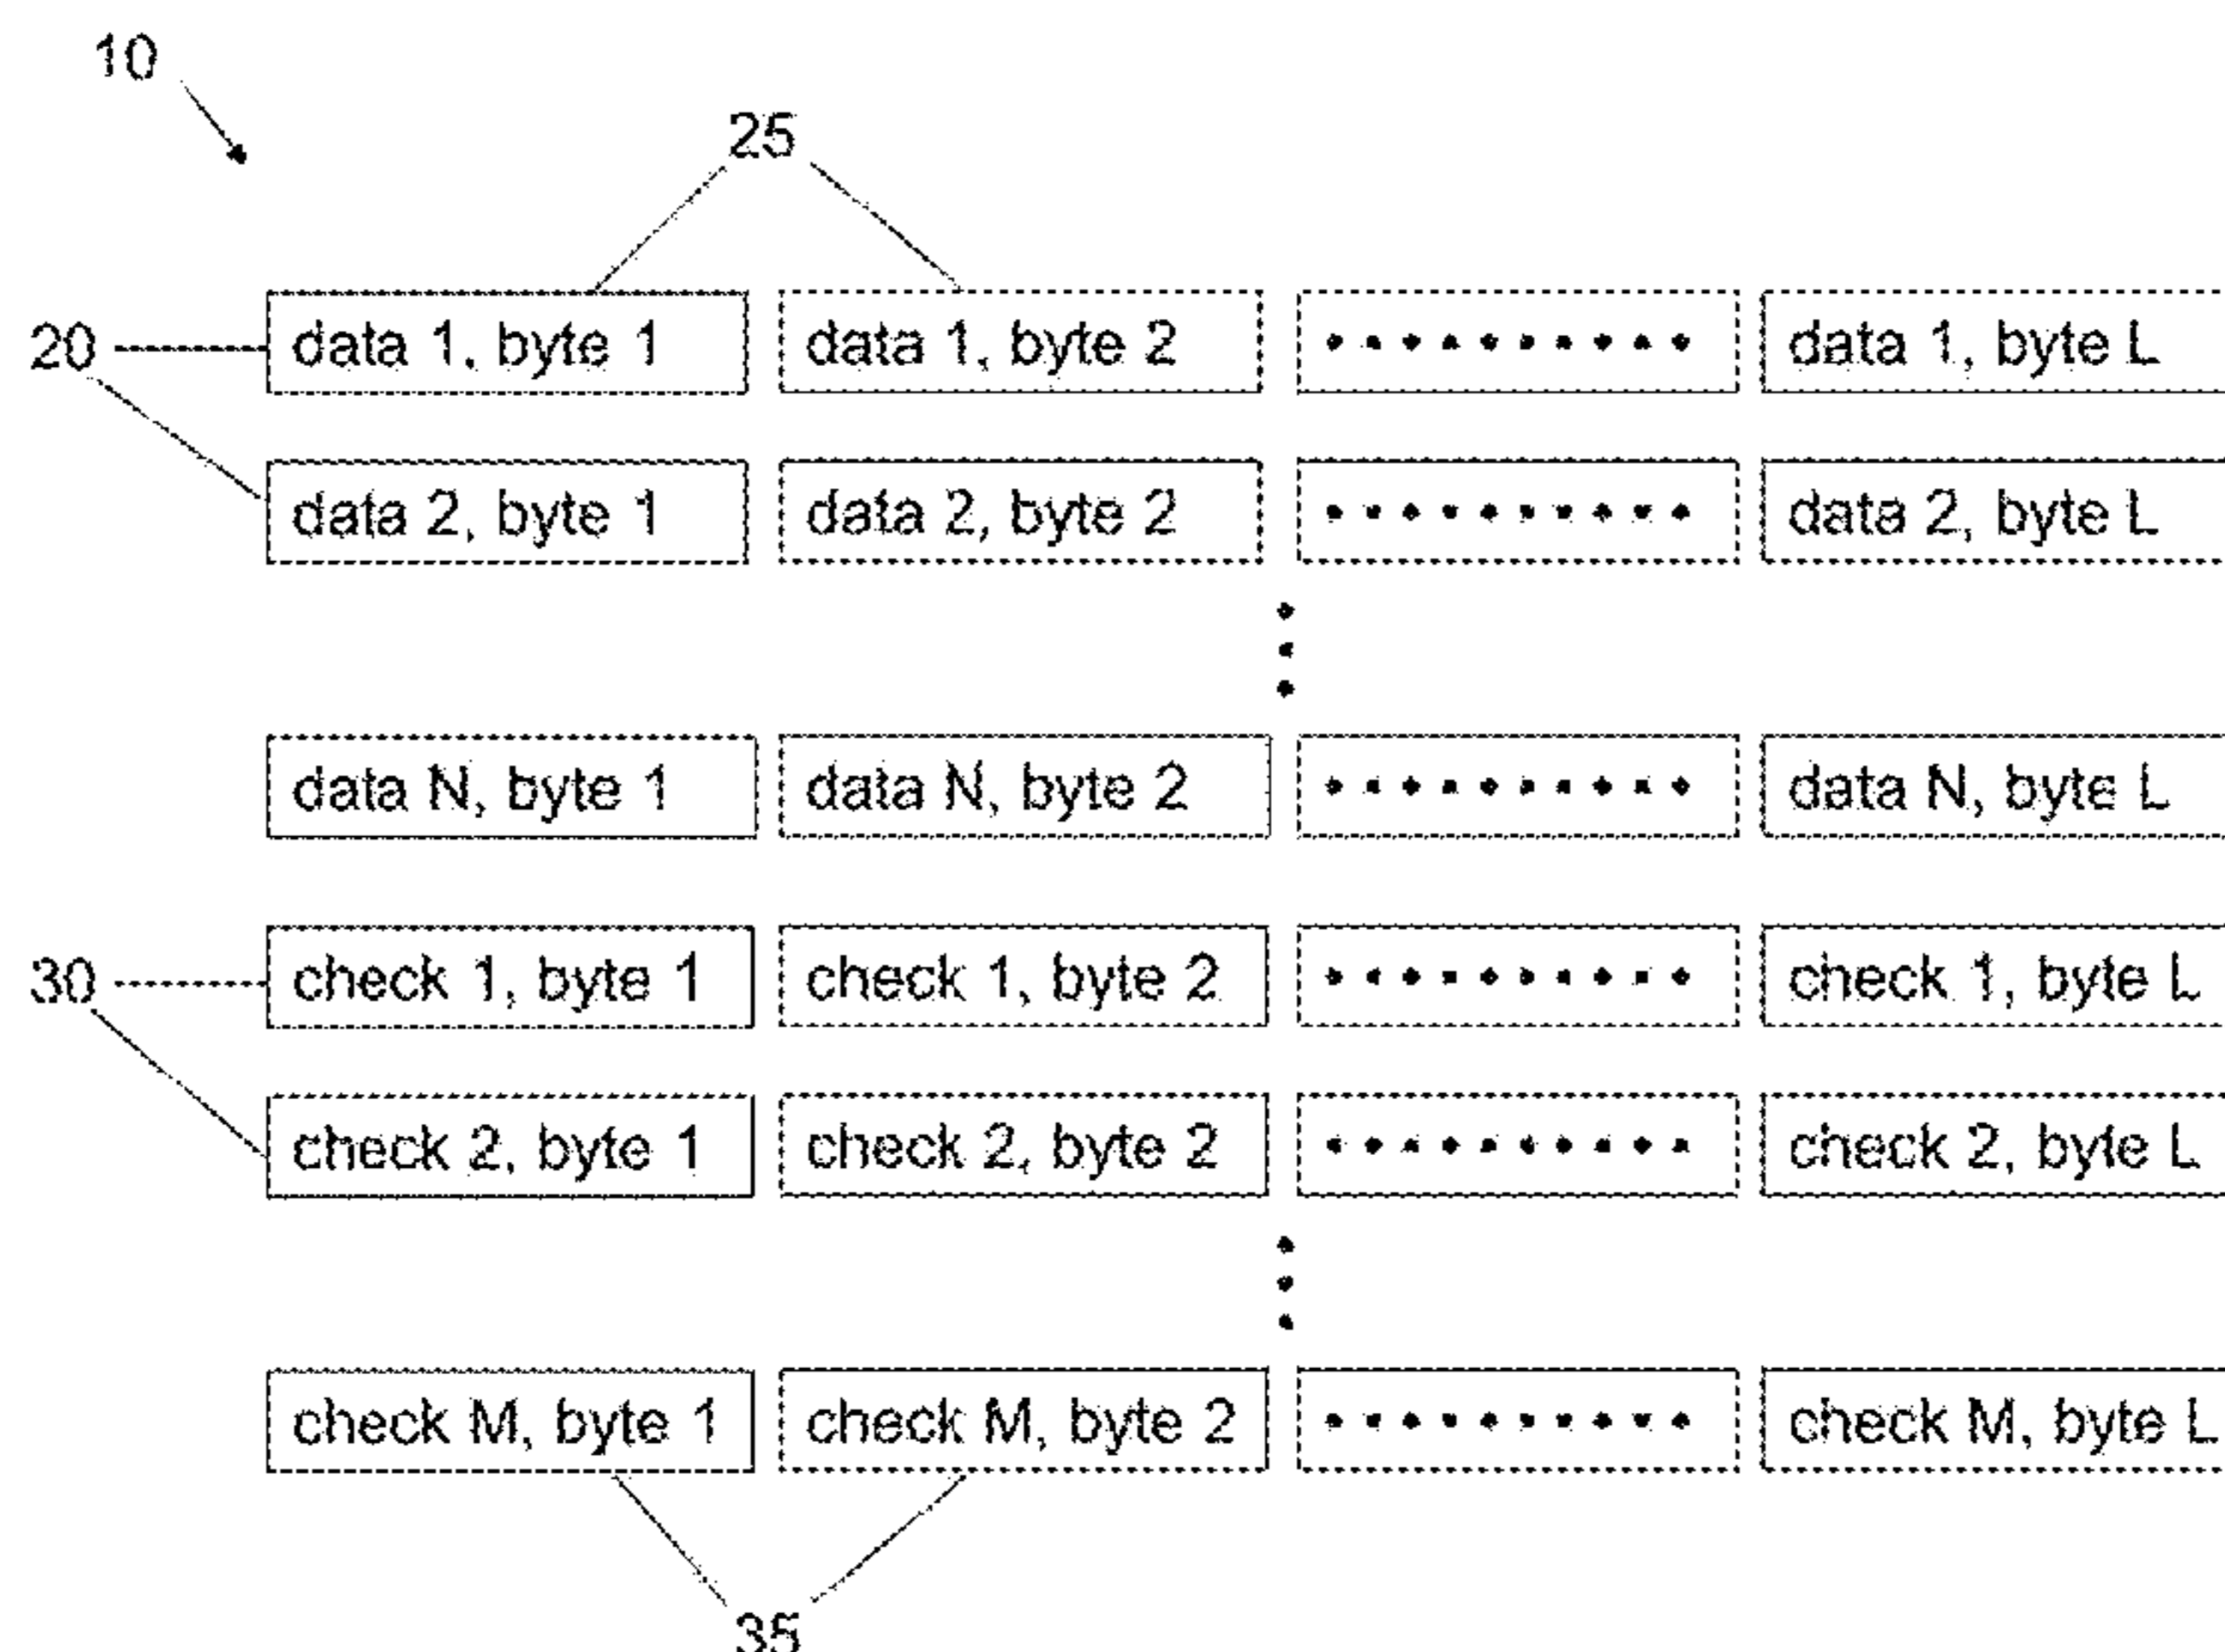 10
25
20 data 1, byte 1 data 1, byte 2 data 1, byte L
data 2, byte 1 data 2, byte 2 data 2, byte L
data N, byte 1 data N, byte 2 data N, byte L
30 check 1, byte 1 check 1, byte 2 check 1, byte L
check 2, byte 1 check 2, byte 2 check 2, byte L
check M, byte 1 check M, byte 2 check M, byte L
35